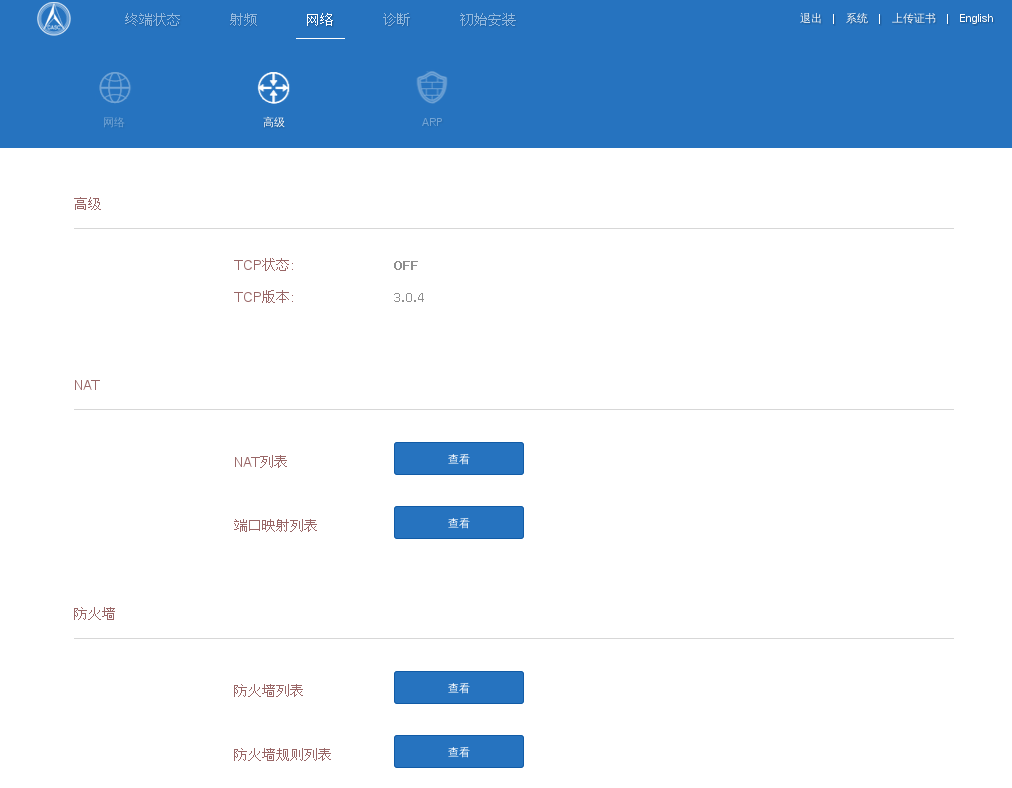 终端状态 射频 网络 诊断 初始安装 退出 | 系统 | 上传证书 | English
网络 高级 APP
高级
TCP状态: OFF
TCP版本: 3.0.4
NAT
NAT列表 查看
端口映射列表 查看
防火墙
防火墙列表 查看
防火墙规则列表 查看